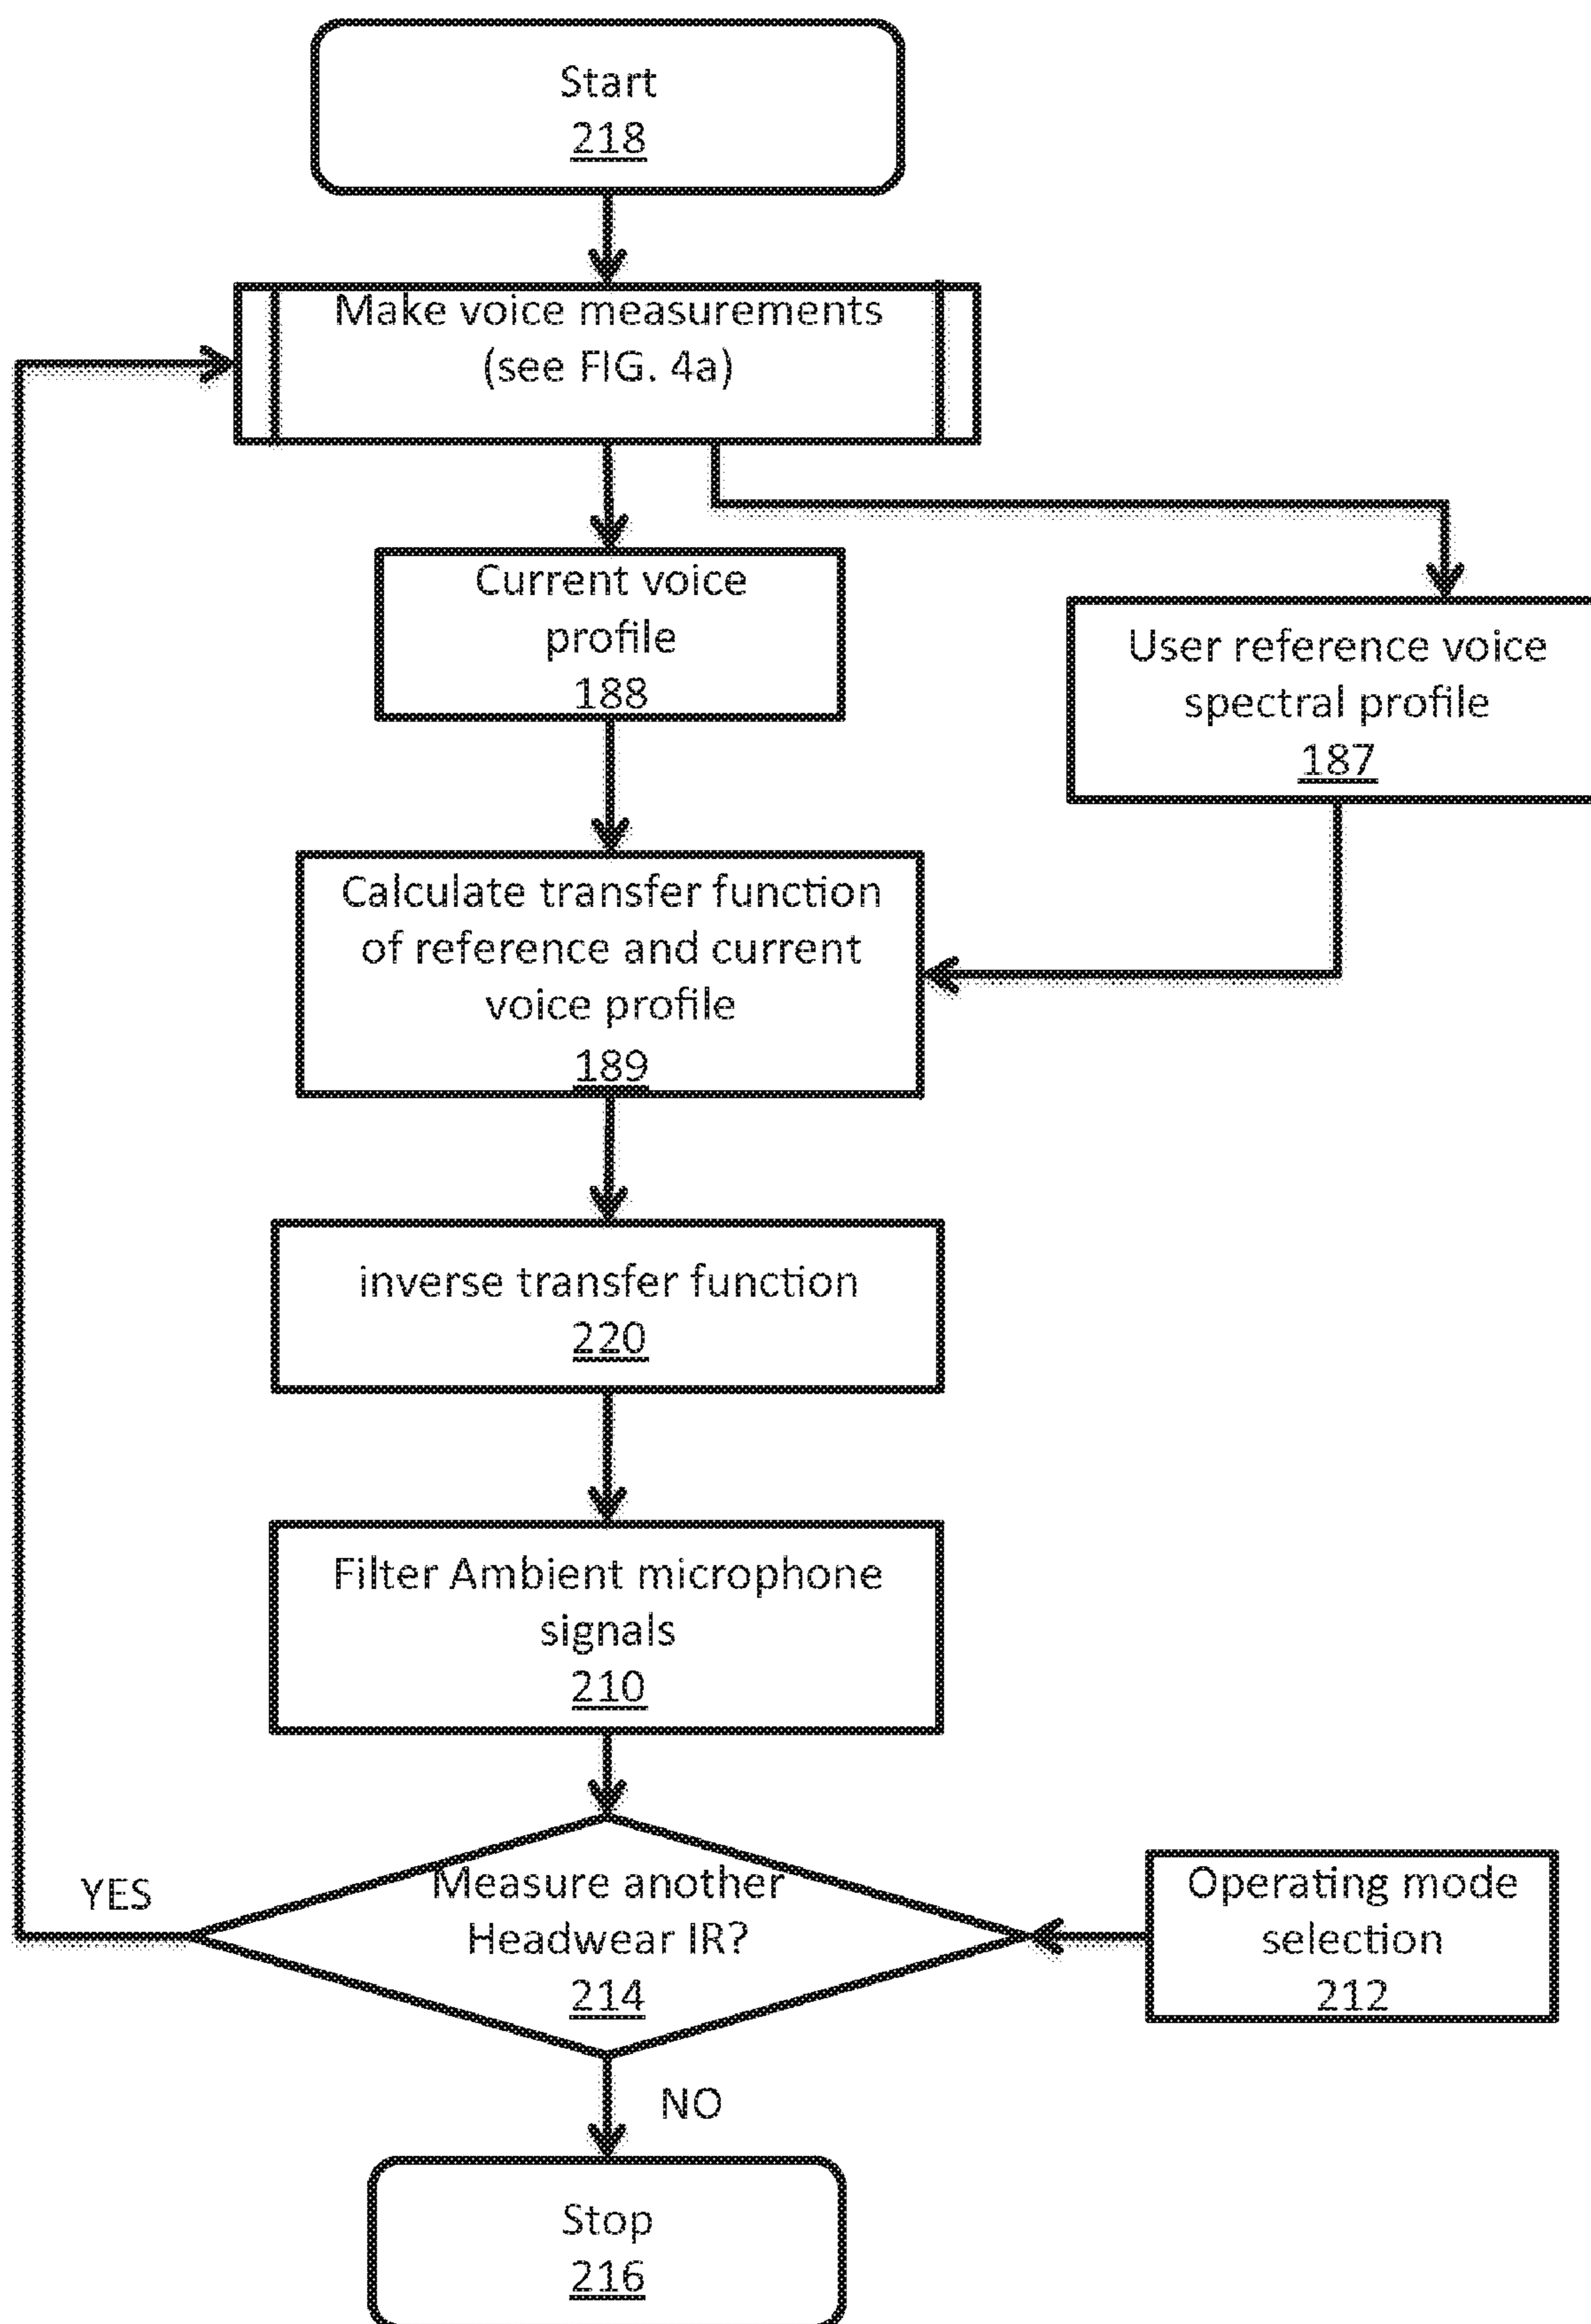 Start
218
Make voice measurements
(see FIG. 4a)
Current voice
profile
188
User reference voice
spectral profile
187
Calculate transfer function
of reference and current
voice profile
189
inverse transfer function
220
Filter Ambient microphone
signals
210
YES
Measure another
Headwear IR?
214
Operating mode
selection
212
NO
Stop
216